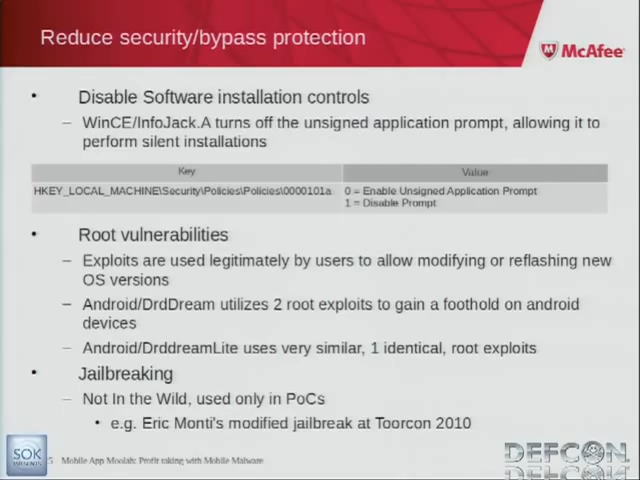 Reduce security/bypass protection
McAfee
• Disable Software installation controls
– WinCE/InfoJack.A turns off the unsigned application prompt, allowing it to
perform silent installations
Key Value
HKEY_LOCAL_MACHINE\Security\Policies\Policies\0000101a 0 = Enable Unsigned Application Prompt
1 = Disable Prompt
• Root vulnerabilities
– Exploits are used legitimately by users to allow modifying or reflashing new
OS versions
– Android/DrdDream utilizes 2 root exploits to gain a foothold on android
devices
– Android/DrddreamLite uses very similar, 1 identical, root exploits
• Jailbreaking
– Not In the Wild, used only in PoCs
• e.g. Eric Monti's modified jailbreak at Toorcon 2010
SOK
5 Mobile App Moolah: Profit taking with Mobile Malware
DEFCON